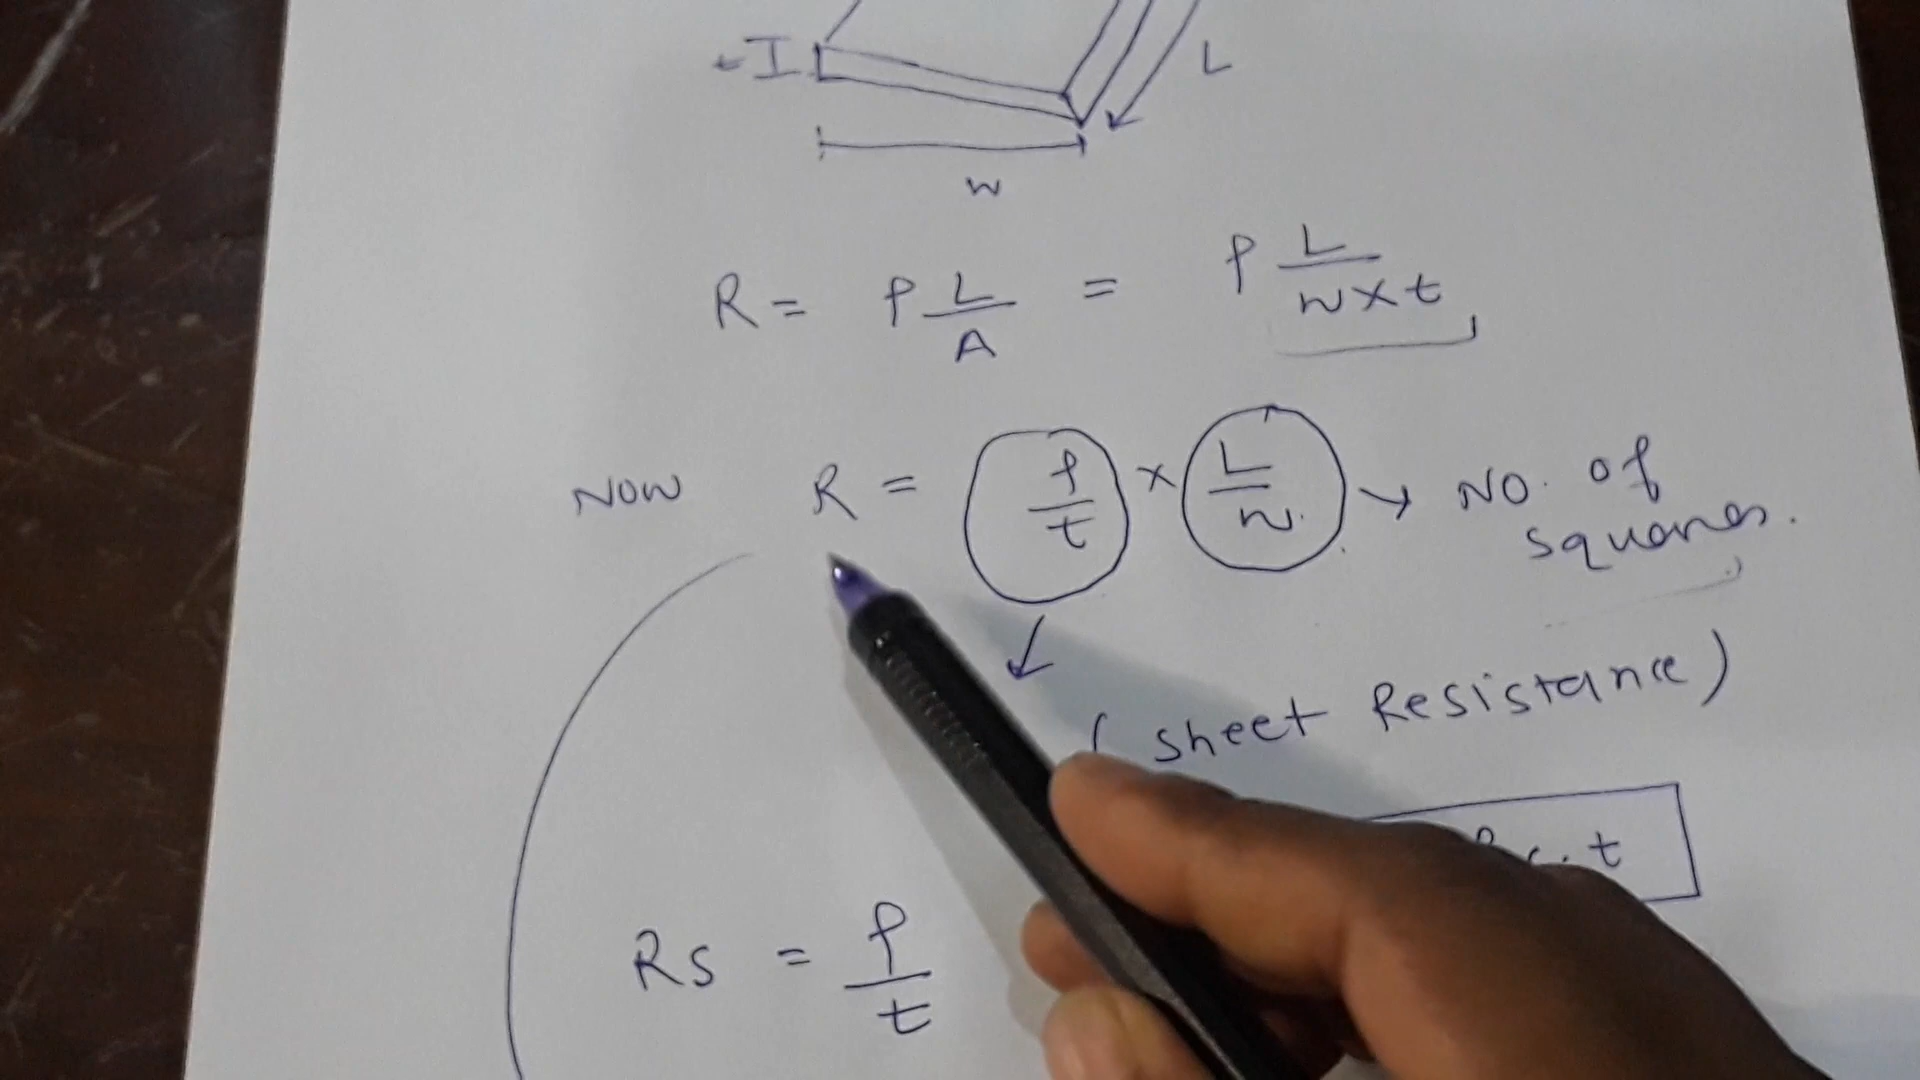 t
L
w
R = ρ L/A = ρ L/(w×t)
NOW R = ρ/t × L/w → NO. of
squares.
(sheet Resistance)
. t
Rs = ρ/t